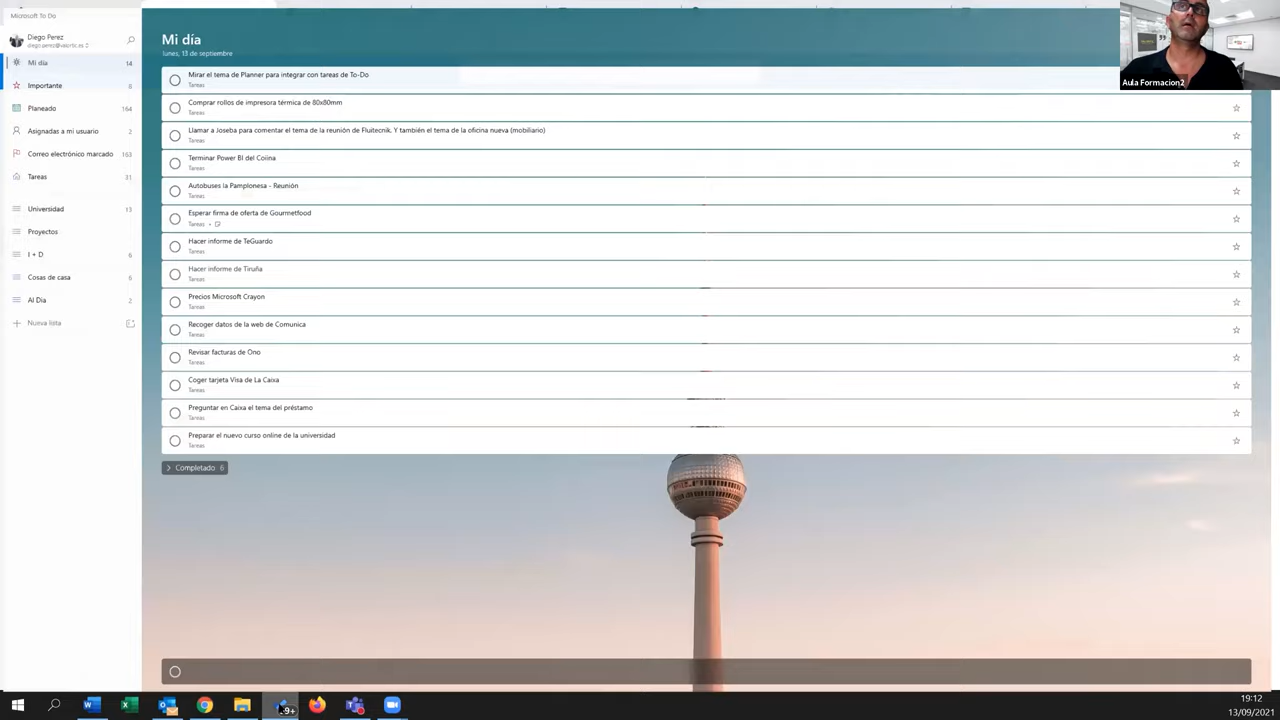 Microsoft To Do
Diego Perez
Mi día 14
Importante 8
Planeado 164
Asignadas a mi usuario 2
Correo electrónico marcado 163
Tareas 31
Universidad 13
Proyectos
I + D 6
Cosas de casa 6
Al Dia 2
Nueva lista
Mi día
lunes, 13 de septiembre
Mirar el tema de Planner para integrar con tareas de To-Do
Tareas
Comprar rollos de impresora térmica de 80x80mm
Tareas
Llamar a Joseba para comentar el tema de la reunión de Fluitecnik. Y también el tema de la oficina nueva (mobiliario)
Tareas
Terminar Power BI del Coiina
Tareas
Autobuses la Pamplonesa - Reunión
Tareas
Esperar firma de oferta de Gourmetfood
Tareas •
Hacer informe de TeGuardo
Tareas
Hacer informe de Tiruña
Tareas
Precios Microsoft Crayon
Tareas
Recoger datos de la web de Comunica
Tareas
Revisar facturas de Ono
Tareas
Coger tarjeta Visa de La Caixa
Tareas
Preguntar en Caixa el tema del préstamo
Tareas
Preparar el nuevo curso online de la universidad
Tareas
Completado 6
Aula Formacion2
19:12
13/09/2021